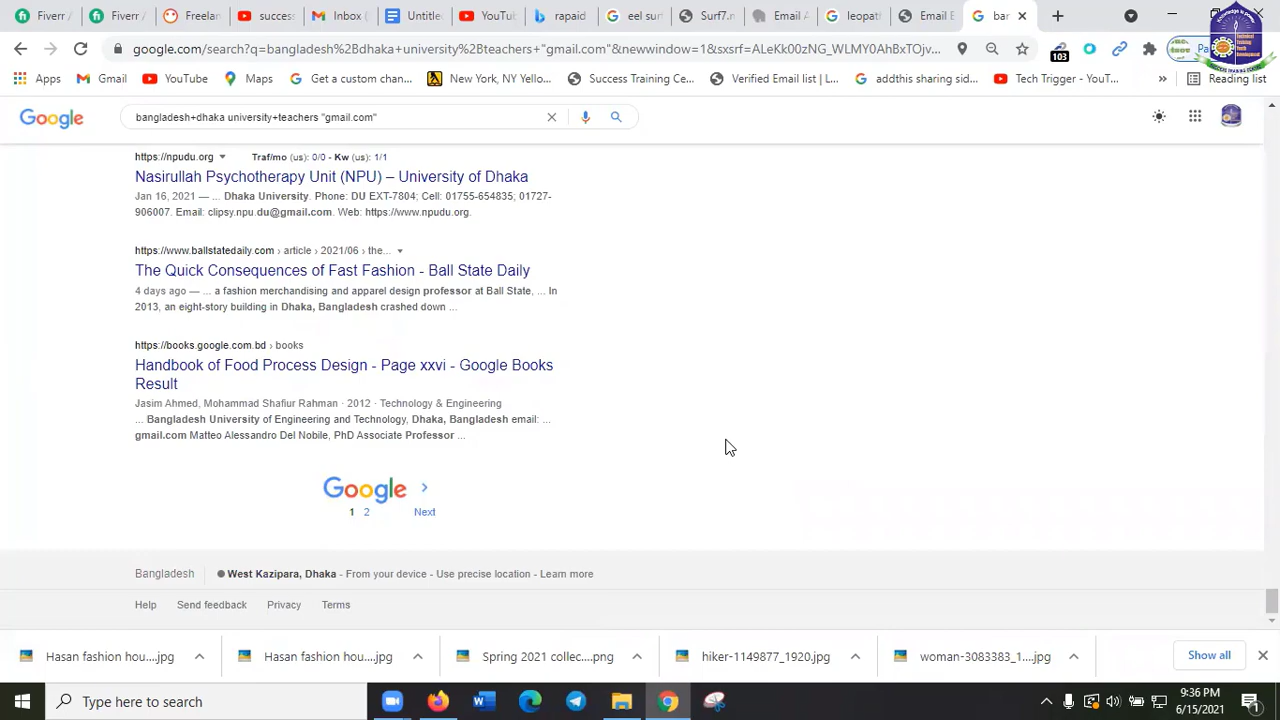 Fiverr /
Fiverr /
Freelan
success
Inbox (
Untitle
YouTube
rapaid
eel surf
Surf7.n
Email A
leopath
Email E
bar
google.com/search?q=bangladesh%2Bdhaka+university%2Bteachers+"gmail.com"&newwindow=1&sxsrf=ALeKk00zNG_WLMY0AhBxTOjv...
103
Pa
Apps
Gmail
YouTube
Maps
Get a custom chan...
New York, NY Yello...
Success Training Ce...
Verified Email list | L...
addthis sharing sid...
Tech Trigger - YouT...
»
Reading list
Google
bangladesh+dhaka university+teachers "gmail.com"
https://npudu.org
Traf/mo (us): 0/0 - Kw (us): 1/1
Nasirullah Psychotherapy Unit (NPU) – University of Dhaka
Jan 16, 2021 — ... Dhaka University. Phone: DU EXT-7804; Cell: 01755-654835; 01727-
906007. Email: clipsy.npu.du@gmail.com. Web: https://www.npudu.org.
https://www.ballstatedaily.com › article › 2021/06 › the...
The Quick Consequences of Fast Fashion - Ball State Daily
4 days ago — ... a fashion merchandising and apparel design professor at Ball State, ... In
2013, an eight-story building in Dhaka, Bangladesh crashed down ...
https://books.google.com.bd › books
Handbook of Food Process Design - Page xxvi - Google Books
Result
Jasim Ahmed, Mohammad Shafiur Rahman · 2012 · Technology & Engineering
... Bangladesh University of Engineering and Technology, Dhaka, Bangladesh email: ...
gmail.com Matteo Alessandro Del Nobile, PhD Associate Professor ...
Google
1 2 Next
Bangladesh
West Kazipara, Dhaka - From your device - Use precise location - Learn more
Help Send feedback Privacy Terms
Hasan fashion hou....jpg
Hasan fashion hou....jpg
Spring 2021 collec....png
hiker-1149877_1920.jpg
woman-3083383_1....jpg
Show all
Type here to search
9:36 PM
6/15/2021
1